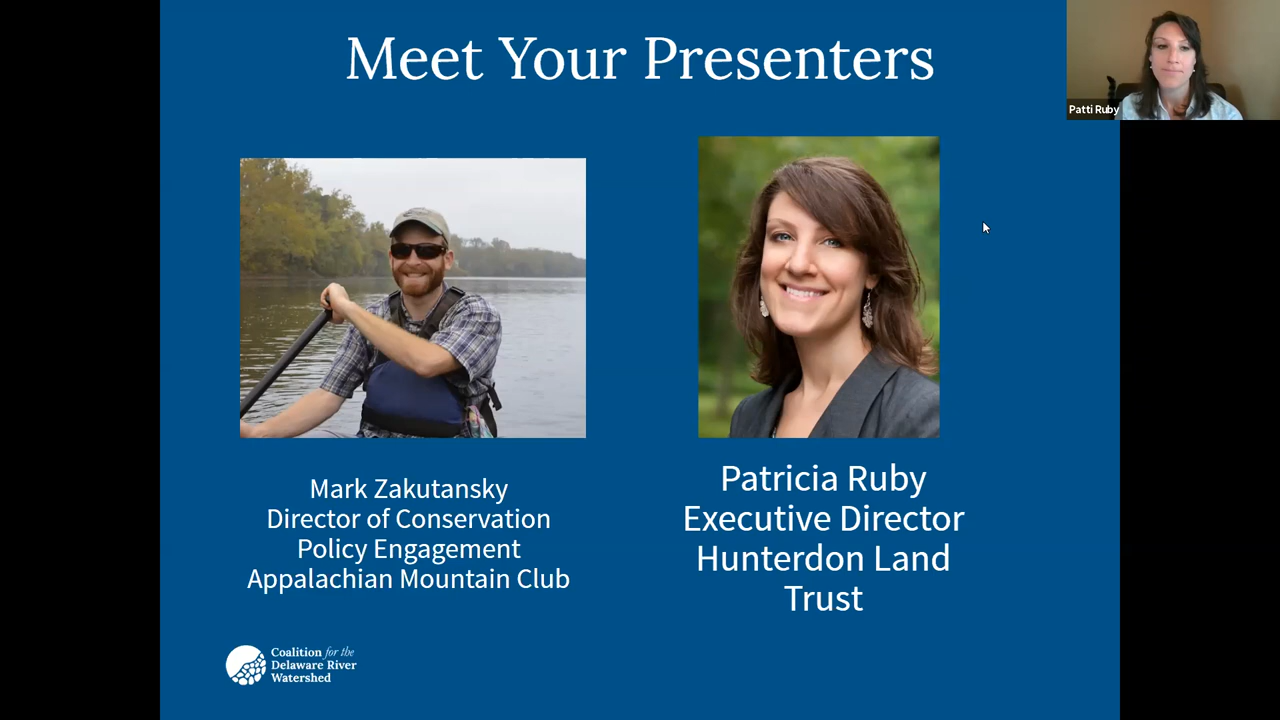 Meet Your Presenters
Patti Ruby
Mark Zakutansky
Director of Conservation
Policy Engagement
Appalachian Mountain Club
Patricia Ruby
Executive Director
Hunterdon Land
Trust
Coalition for the
Delaware River
Watershed